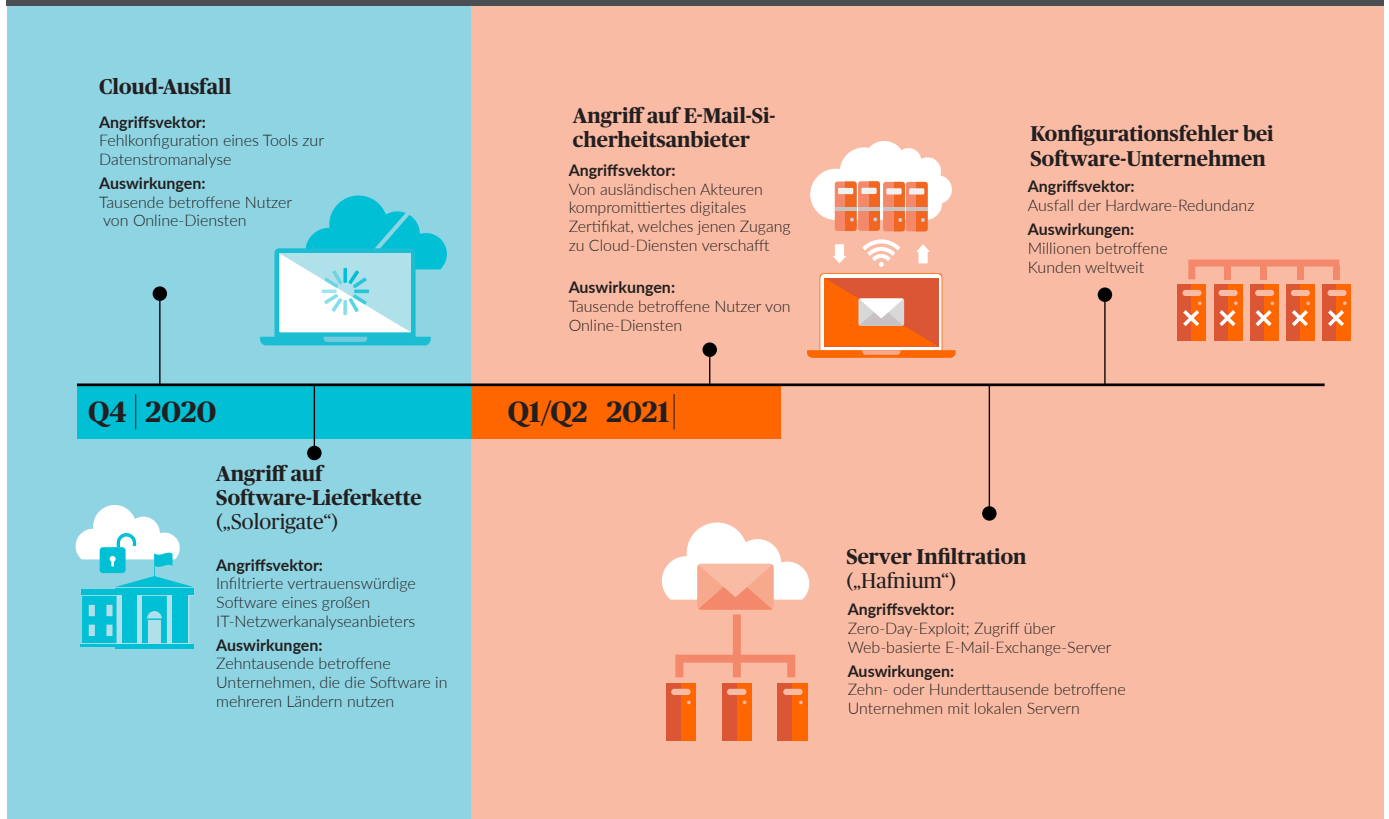 Cloud-Ausfall
Angriffsvektor:
Fehlkonfiguration eines Tools zur
Datenstromanalyse
Auswirkungen:
Tausende betroffene Nutzer
von Online-Diensten
Angriff auf E-Mail-Si-
cherheitsanbieter
Angriffsvektor:
Von ausländischen Akteuren
kompromittiertes digitales
Zertifikat, welches jenen Zugang
zu Cloud-Diensten verschafft
Auswirkungen:
Tausende betroffene Nutzer von
Online-Diensten
Konfigurationsfehler bei
Software-Unternehmen
Angriffsvektor:
Ausfall der Hardware-Redundanz
Auswirkungen:
Millionen betroffene
Kunden weltweit
Q4 | 2020
Q1/Q2 2021|
Angriff auf
Software-Lieferkette
(„Solorigate“)
Angriffsvektor:
Infiltrierte vertrauenswürdige
Software eines großen
IT-Netzwerkanalyseanbieters
Auswirkungen:
Zehntausende betroffene
Unternehmen, die die Software in
mehreren Ländern nutzen
Server Infiltration
(„Hafnium“)
Angriffsvektor:
Zero-Day-Exploit; Zugriff über
Web-basierte E-Mail-Exchange-Server
Auswirkungen:
Zehn- oder Hunderttausende betroffene
Unternehmen mit lokalen Servern